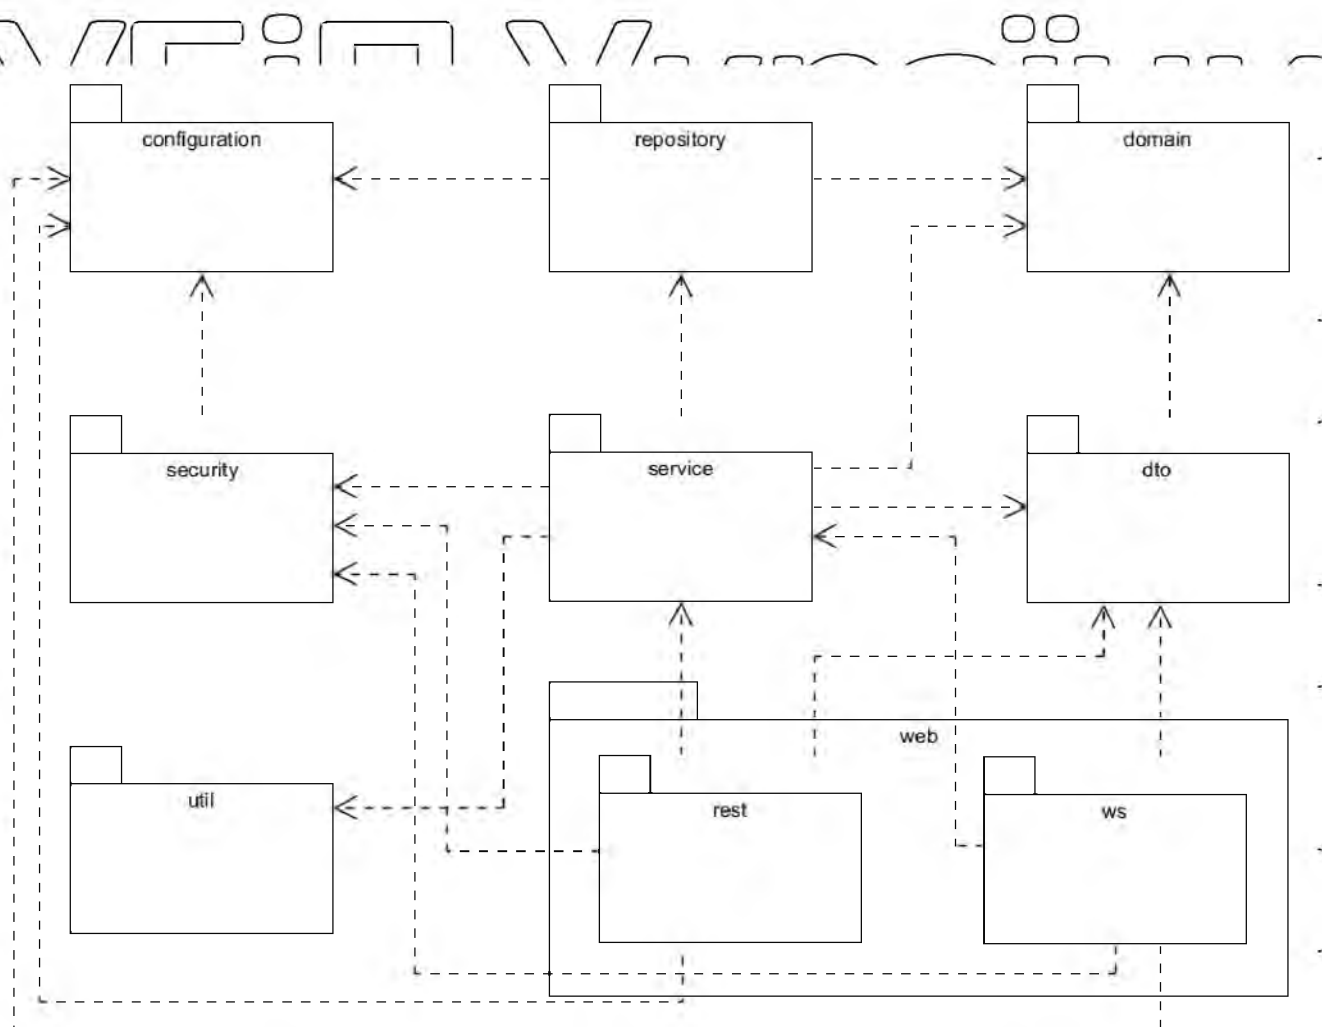 configuration
repository
domain
security
service
dto
util
web
rest
ws